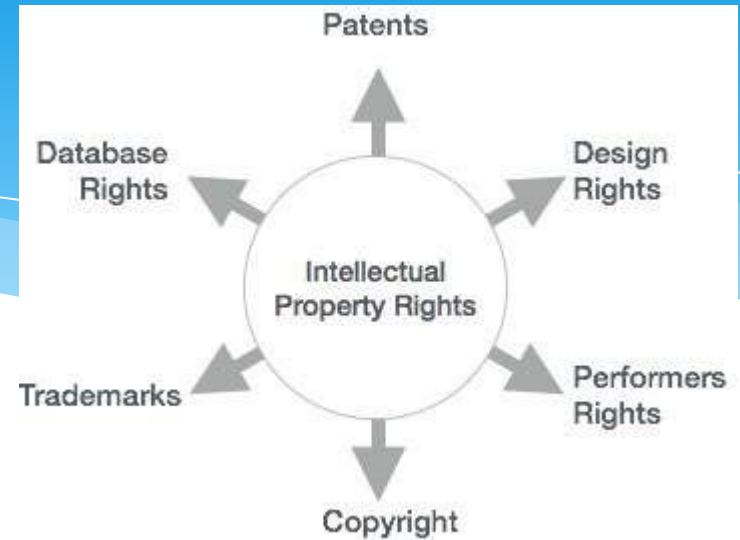 Patents
Database
Rights
Design
Rights
Intellectual
Property Rights
Trademarks
Performers
Rights
Copyright